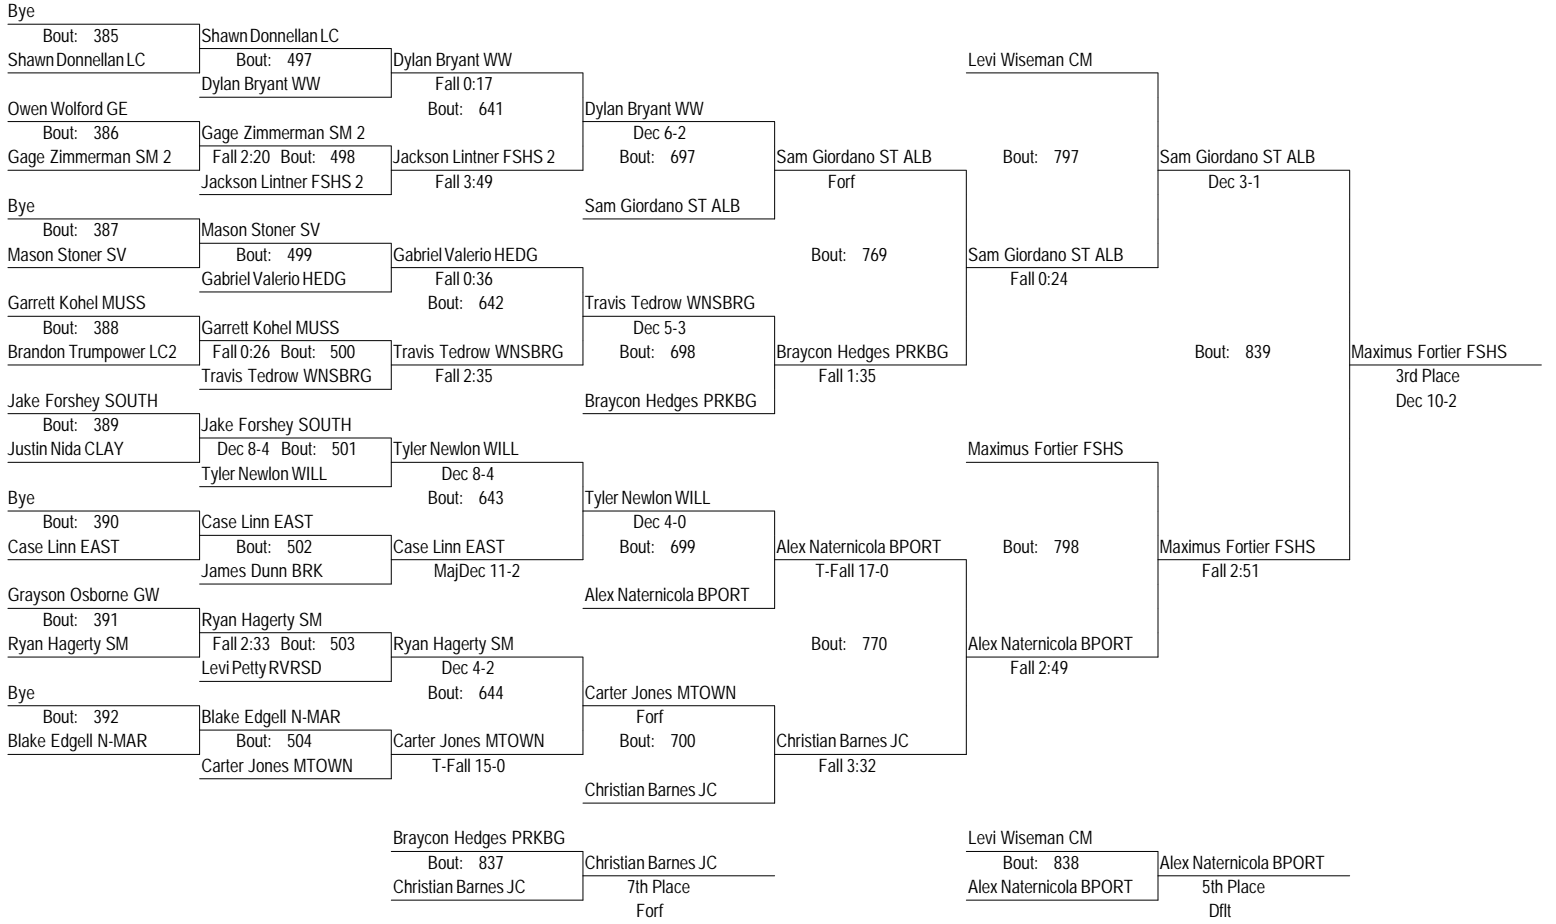 Bye
Bout: 385
Shawn Donnellan LC
Shawn Donnellan LC
Bout: 497
Dylan Bryant WW
Dylan Bryant WW
Fall 0:17
Bout: 641
Owen Wolford GE
Bout: 386
Gage Zimmerman SM 2
Gage Zimmerman SM 2
Fall 2:20 Bout: 498
Jackson Lintner FSHS 2
Jackson Lintner FSHS 2
Fall 3:49
Dylan Bryant WW
Dec 6-2
Bout: 697
Sam Giordano ST ALB
Sam Giordano ST ALB
Forf
Bye
Bout: 387
Mason Stoner SV
Mason Stoner SV
Bout: 499
Gabriel Valerio HEDG
Gabriel Valerio HEDG
Fall 0:36
Bout: 642
Garrett Kohel MUSS
Bout: 388
Brandon Trumpower LC2
Garrett Kohel MUSS
Fall 0:26 Bout: 500
Travis Tedrow WNSBRG
Travis Tedrow WNSBRG
Fall 2:35
Travis Tedrow WNSBRG
Dec 5-3
Bout: 698
Braycon Hedges PRKBG
Braycon Hedges PRKBG
Fall 1:35
Bout: 769
Levi Wiseman CM
Bout: 797
Sam Giordano ST ALB
Fall 0:24
Sam Giordano ST ALB
Dec 3-1
Jake Forshey SOUTH
Bout: 389
Justin Nida CLAY
Jake Forshey SOUTH
Dec 8-4 Bout: 501
Tyler Newlon WILL
Tyler Newlon WILL
Dec 8-4
Bout: 643
Bye
Bout: 390
Case Linn EAST
Case Linn EAST
Bout: 502
James Dunn BRK
Case Linn EAST
MajDec 11-2
Tyler Newlon WILL
Dec 4-0
Bout: 699
Alex Naternicola BPORT
Alex Naternicola BPORT
T-Fall 17-0
Grayson Osborne GW
Bout: 391
Ryan Hagerty SM
Ryan Hagerty SM
Fall 2:33 Bout: 503
Levi Petty RVRSD
Ryan Hagerty SM
Dec 4-2
Bout: 644
Bye
Bout: 392
Blake Edgell N-MAR
Blake Edgell N-MAR
Bout: 504
Carter Jones MTOWN
Carter Jones MTOWN
T-Fall 15-0
Carter Jones MTOWN
Forf
Bout: 700
Christian Barnes JC
Christian Barnes JC
Fall 3:32
Bout: 770
Maximus Fortier FSHS
Bout: 798
Alex Naternicola BPORT
Fall 2:49
Maximus Fortier FSHS
Fall 2:51
Bout: 839
Maximus Fortier FSHS
3rd Place
Dec 10-2
Braycon Hedges PRKBG
Bout: 837
Christian Barnes JC
Christian Barnes JC
7th Place
Forf
Levi Wiseman CM
Bout: 838
Alex Naternicola BPORT
Alex Naternicola BPORT
5th Place
Dflt